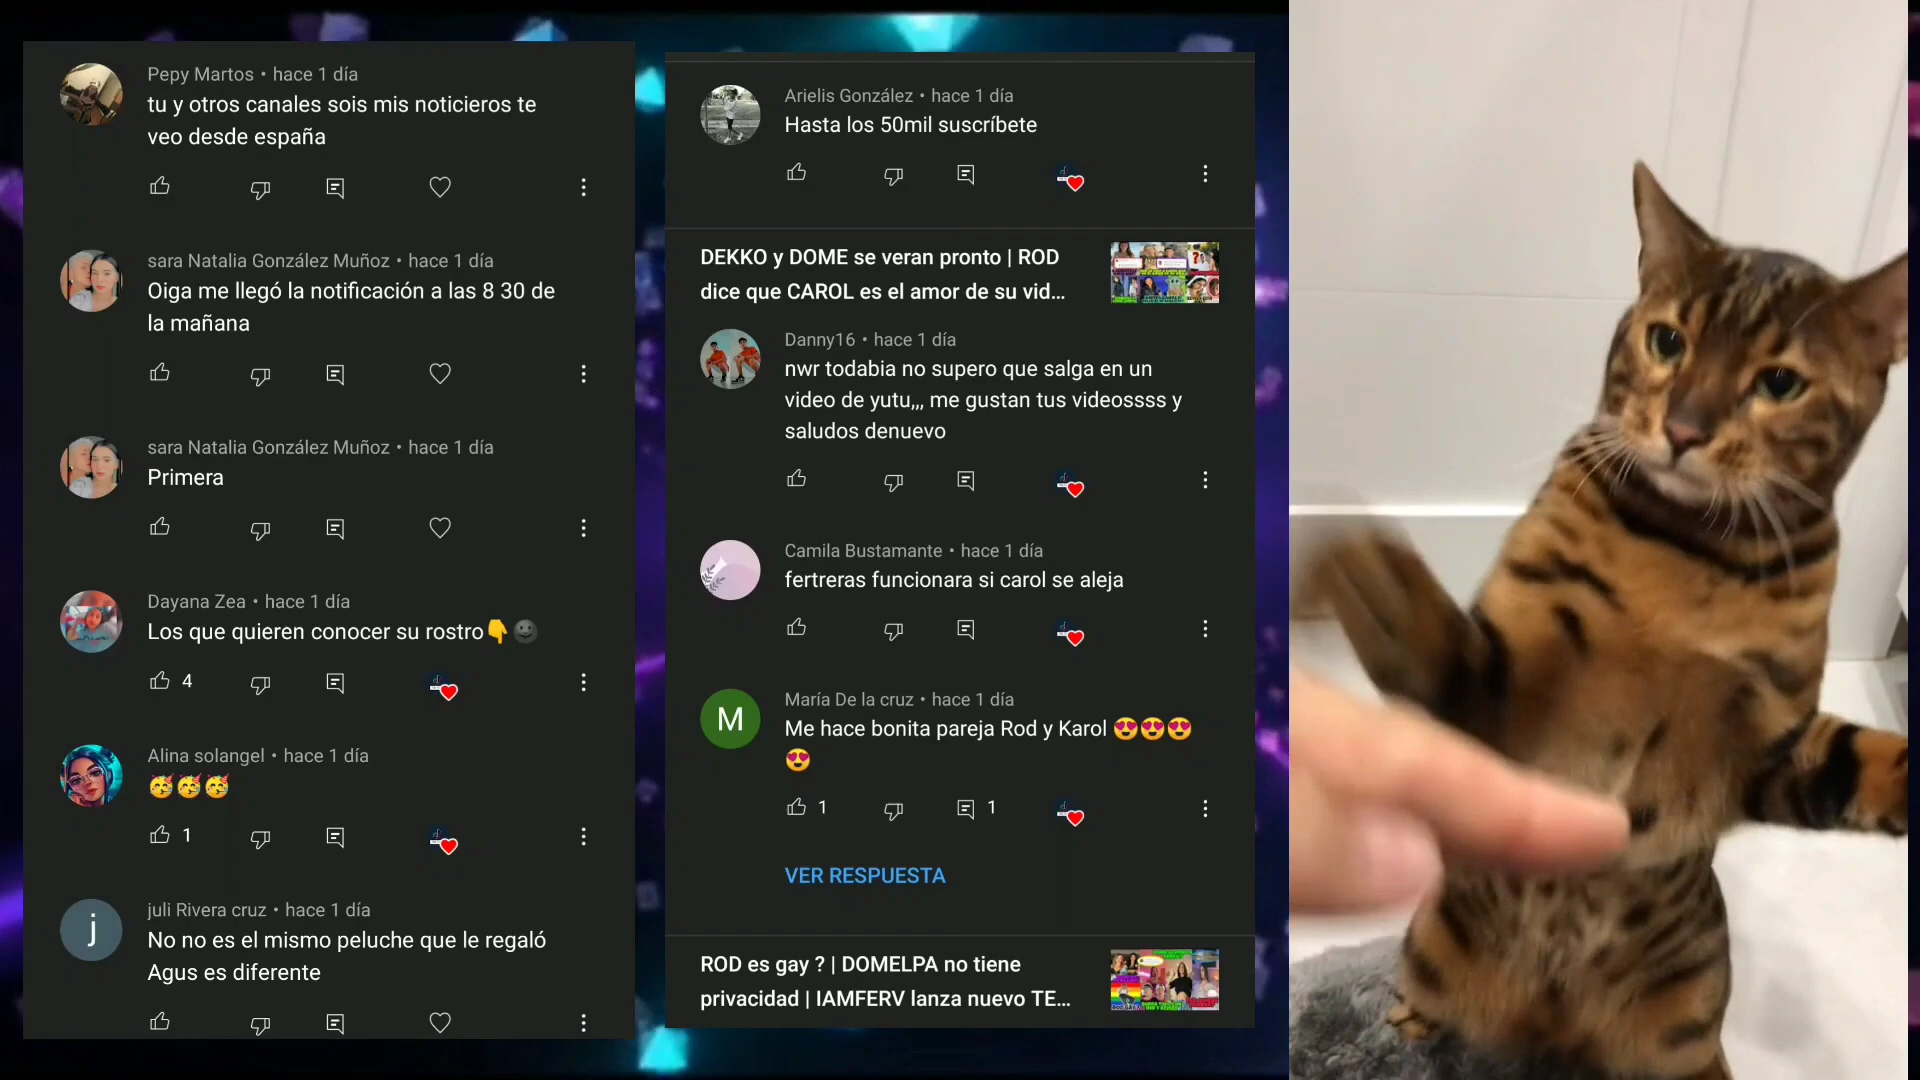 Pepy Martos • hace 1 día
tu y otros canales sois mis noticieros te
veo desde españa
sara Natalia González Muñoz • hace 1 día
Oiga me llegó la notificación a las 8 30 de
la mañana
sara Natalia González Muñoz • hace 1 día
Primera
Dayana Zea • hace 1 día
Los que quieren conocer su rostro👇🌚
4
Alina solangel • hace 1 día
🥳🥳🥳
1
j
juli Rivera cruz • hace 1 día
No no es el mismo peluche que le regaló
Agus es diferente
Arielis González • hace 1 día
Hasta los 50mil suscríbete
DEKKO y DOME se veran pronto | ROD
dice que CAROL es el amor de su vid...
Danny16 • hace 1 día
nwr todabia no supero que salga en un
video de yutu,,, me gustan tus videossss y
saludos denuevo
Camila Bustamante • hace 1 día
fertreras funcionara si carol se aleja
M
María De la cruz • hace 1 día
Me hace bonita pareja Rod y Karol 😍😍😍
😍
1 1
VER RESPUESTA
ROD es gay ? | DOMELPA no tiene
privacidad | IAMFERV lanza nuevo TE...